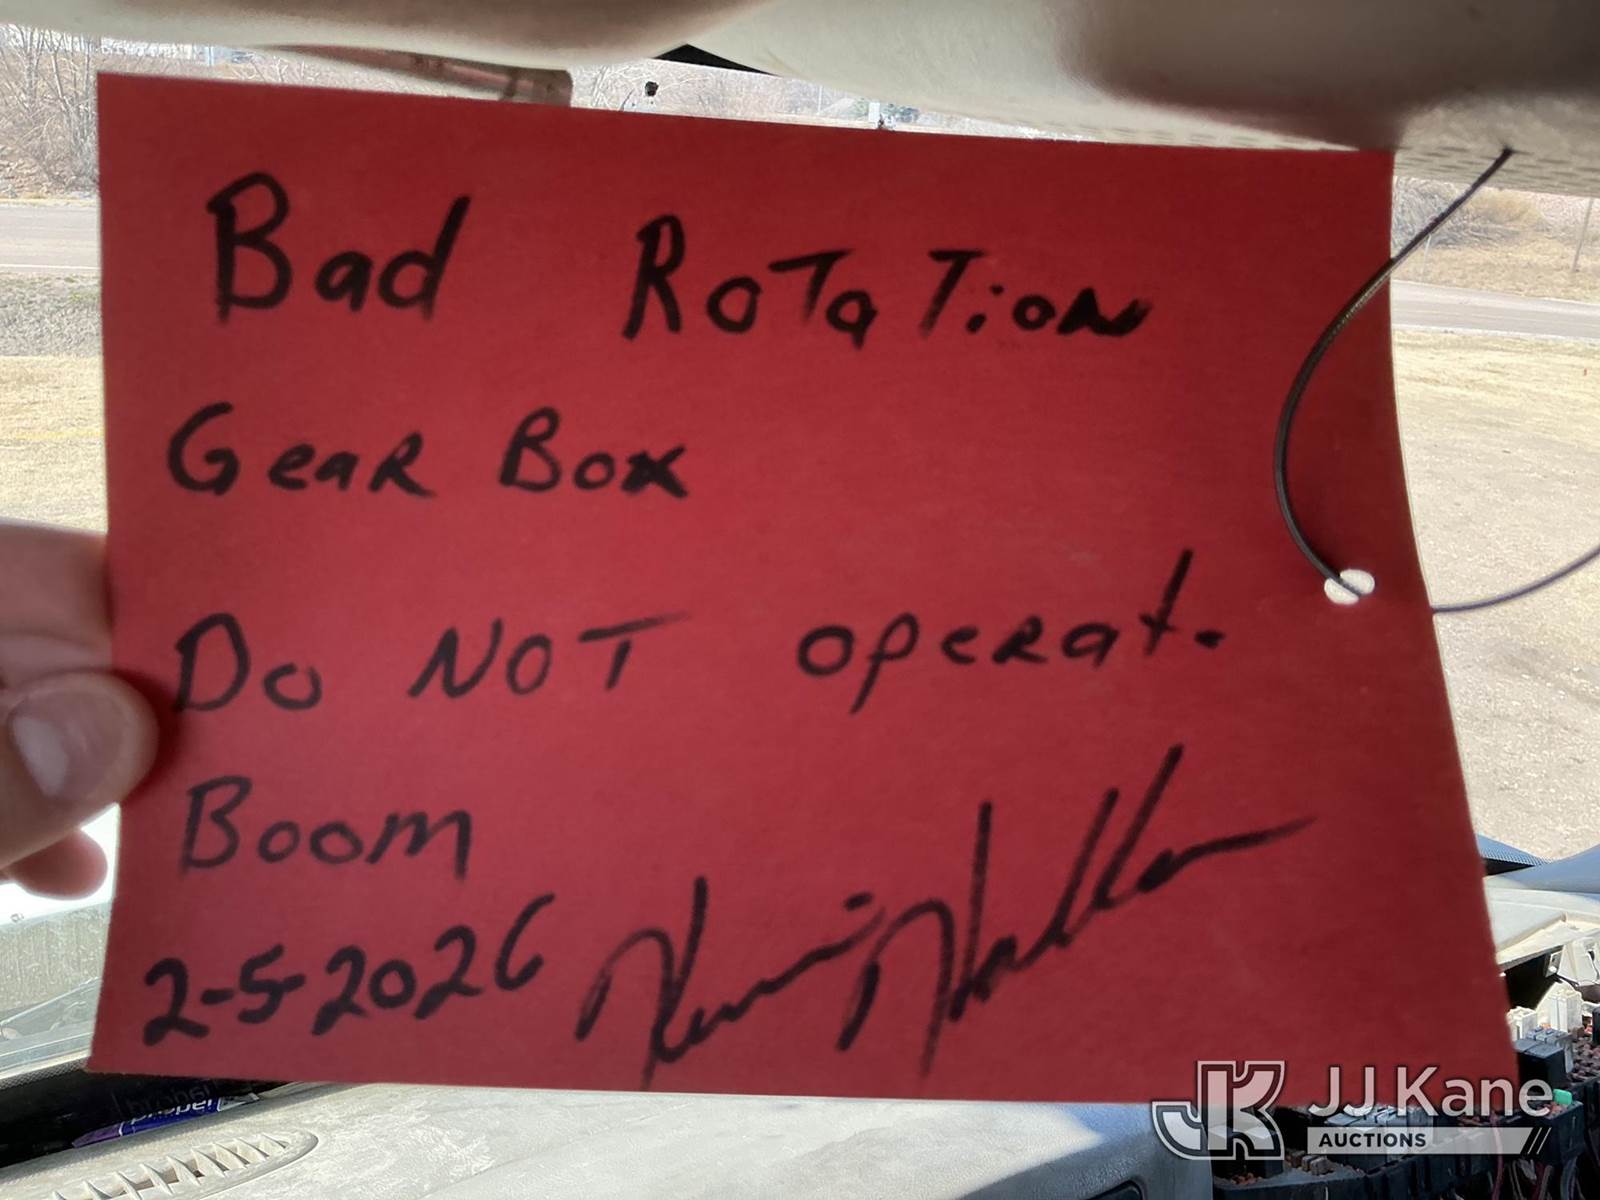 Bad Rotation
Gear Box
Do NOT operat.
Boom
2-5-2026
JJ Kane
AUCTIONS